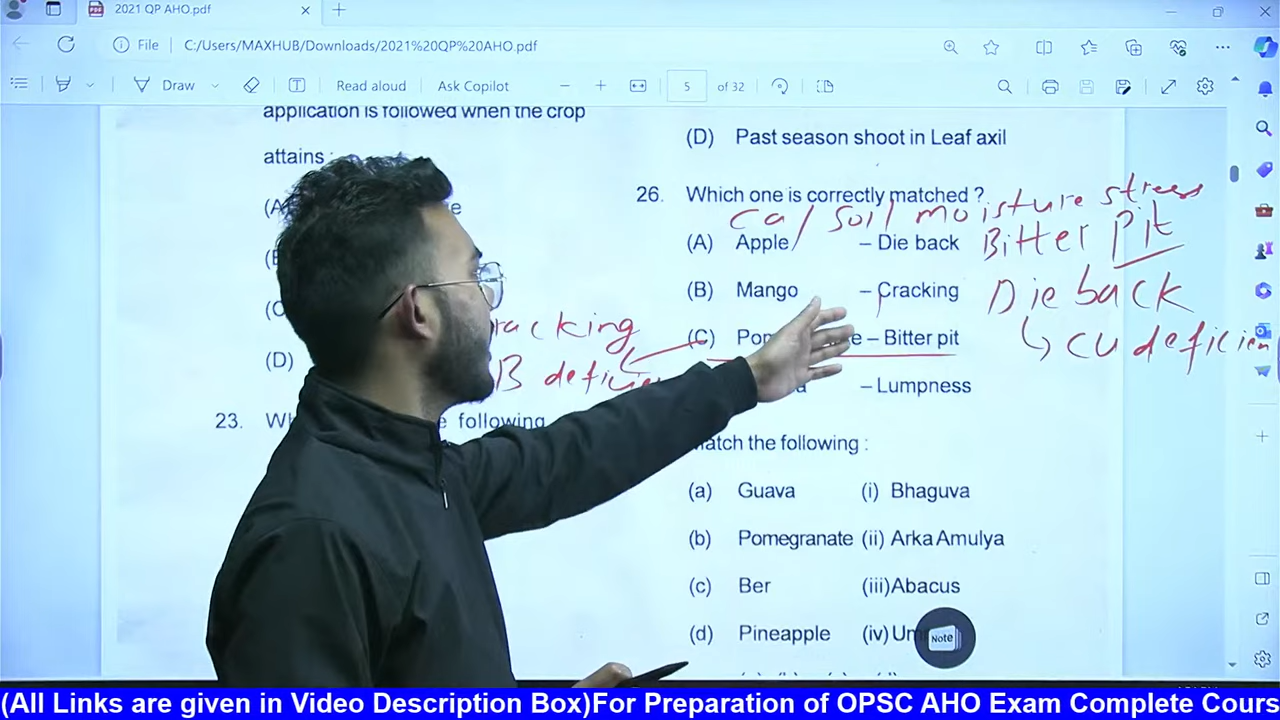 2021 QP AHO.pdf
File C:/Users/MAXHUB/Downloads/2021%20QP%20AHO.pdf
Draw Read aloud Ask Copilot 5 of 32
application is followed when the crop
attains :
(D)
racking
B
23.
following
(D) Past season shoot in Leaf axil
26. Which one is correctly matched ?
Ca/ soil moisture stress
(A) Apple – Die back Bitter pit
(B) Mango – Cracking Die back
(C) – Bitter pit Cu deficien
– Lumpness
atch the following :
(a) Guava (i) Bhaguva
(b) Pomegranate (ii) Arka Amulya
(c) Ber (iii) Abacus
(d) Pineapple (iv) Um
Note
(All Links are given in Video Description Box)For Preparation of OPSC AHO Exam Complete Cours